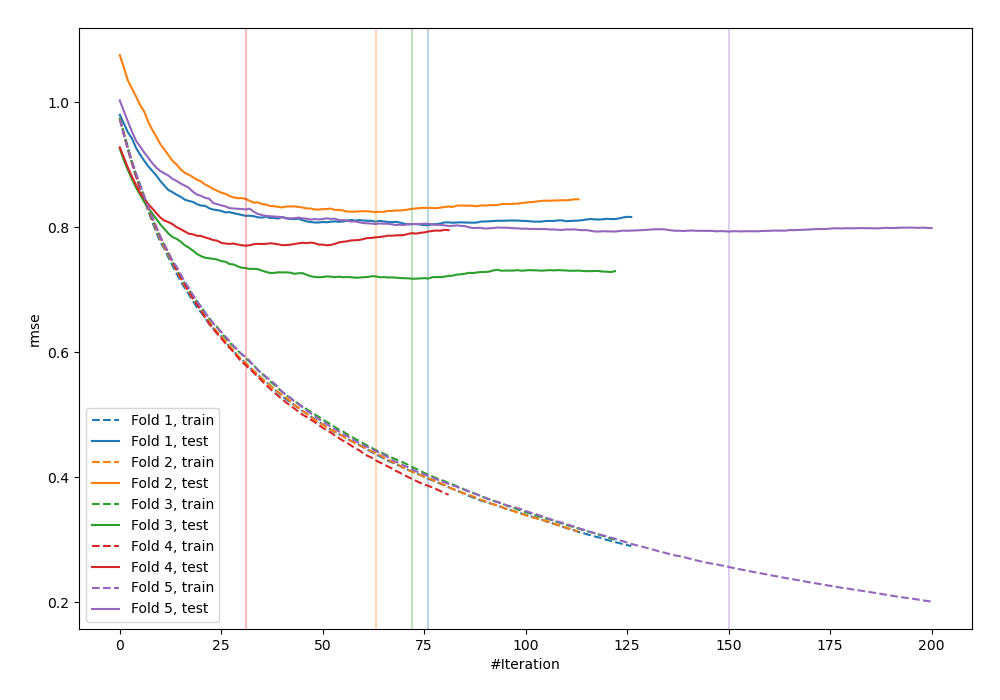 1.0
0.8
0.6
0.4
0.2
rmse
Fold 1, train
Fold 1, test
Fold 2, train
Fold 2, test
Fold 3, train
Fold 3, test
Fold 4, train
Fold 4, test
Fold 5, train
Fold 5, test
0 25 50 75 100 125 150 175 200
#Iteration